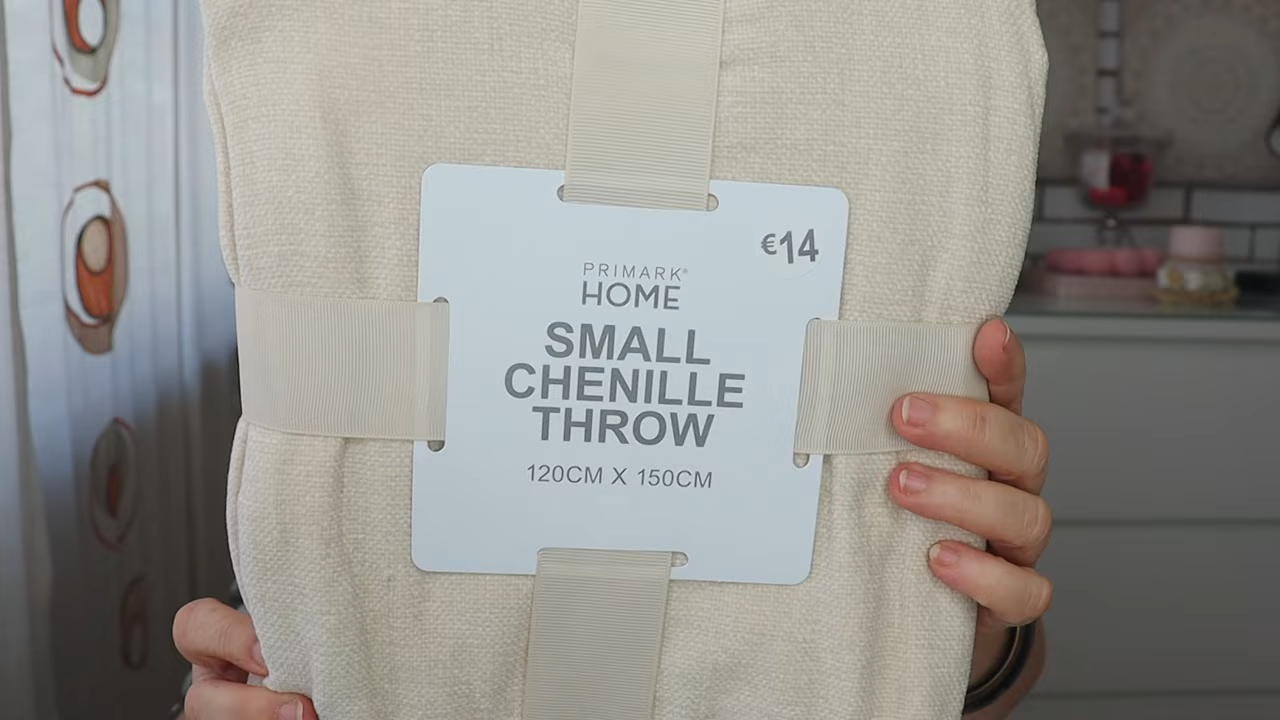 €14
PRIMARK®
HOME
SMALL
CHENILLE
THROW
120CM X 150CM